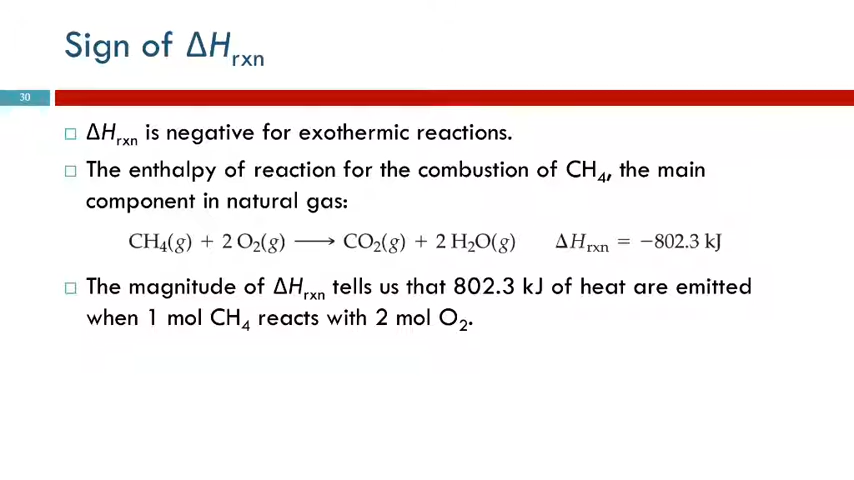 Sign of ΔHrxn
30
□ ΔHrxn is negative for exothermic reactions.
□ The enthalpy of reaction for the combustion of CH4, the main
component in natural gas:
CH4(g) + 2 O2(g) ⟶ CO2(g) + 2 H2O(g) ΔHrxn = −802.3 kJ
□ The magnitude of ΔHrxn tells us that 802.3 kJ of heat are emitted
when 1 mol CH4 reacts with 2 mol O2.